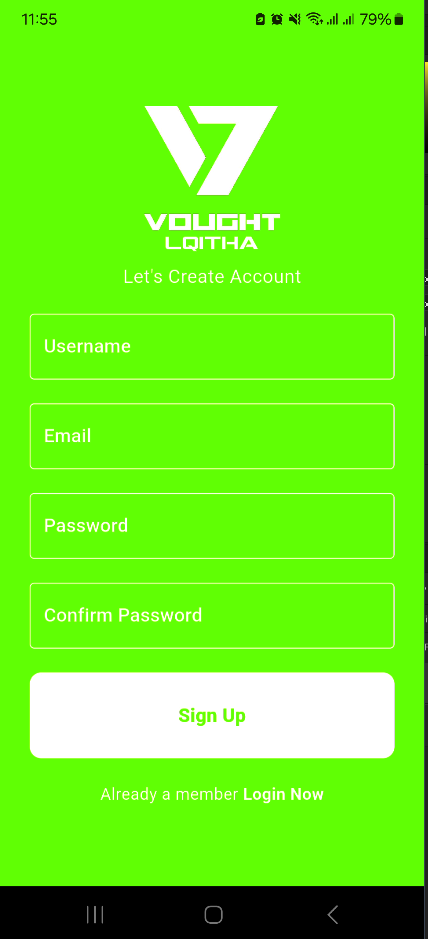 11:55
79%
VOUGHT
LQITHA
Let's Create Account
Username
Email
Password
Confirm Password
Sign Up
Already a member Login Now